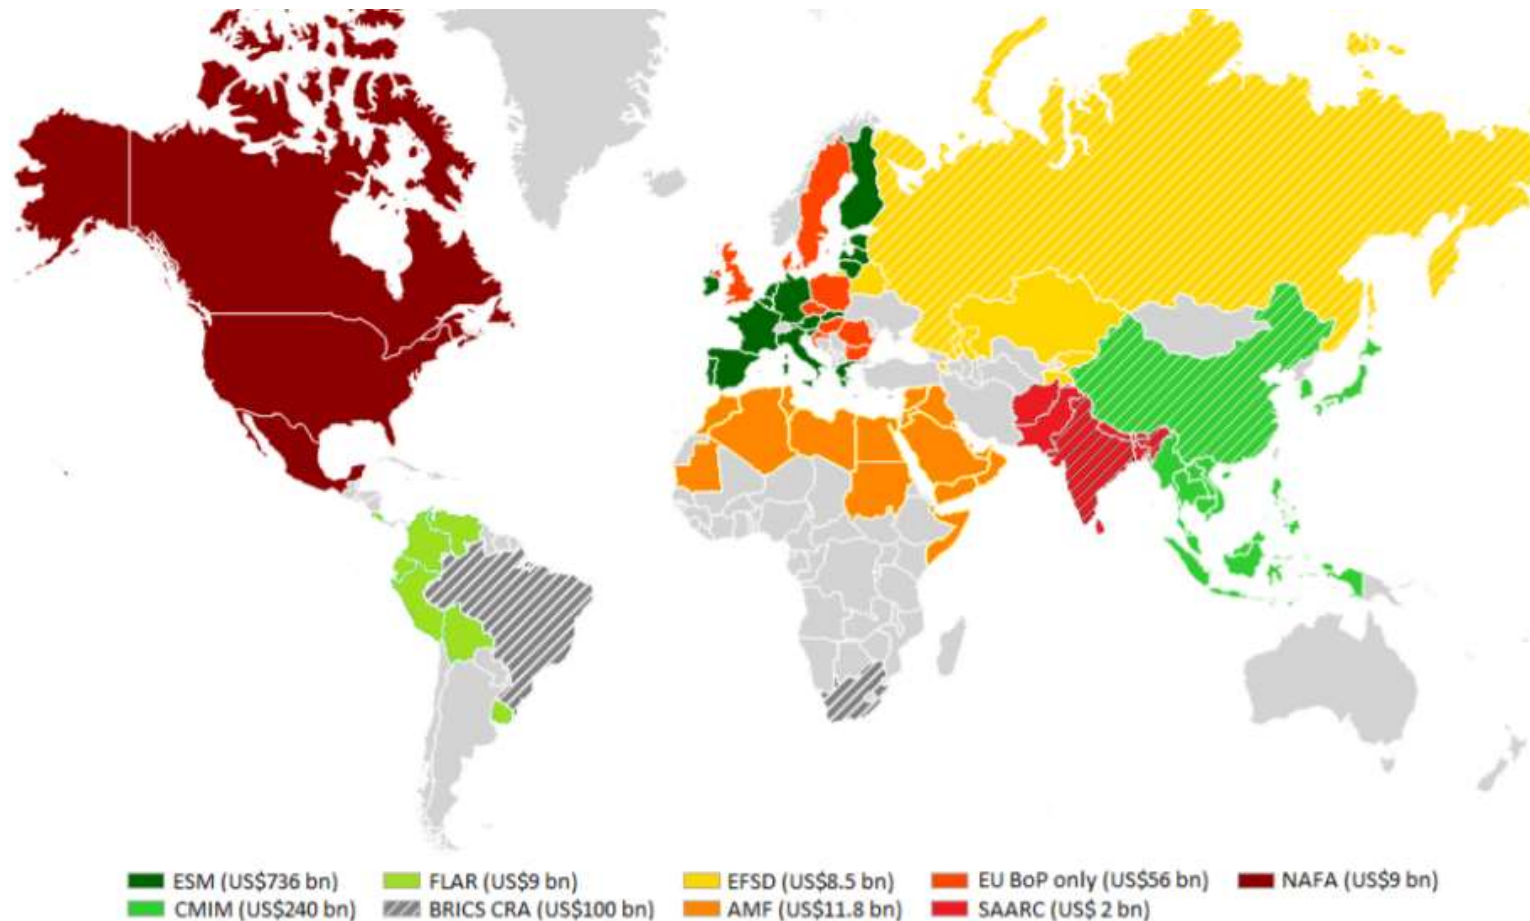 ESM (US$736 bn) FLAR (US$9 bn) EFSD (US$8.5 bn) EU BoP only (US$56 bn) NAFA (US$9 bn)
CMIM (US$240 bn) BRICS CRA (US$100 bn) AMF (US$11.8 bn) SAARC (US$ 2 bn)